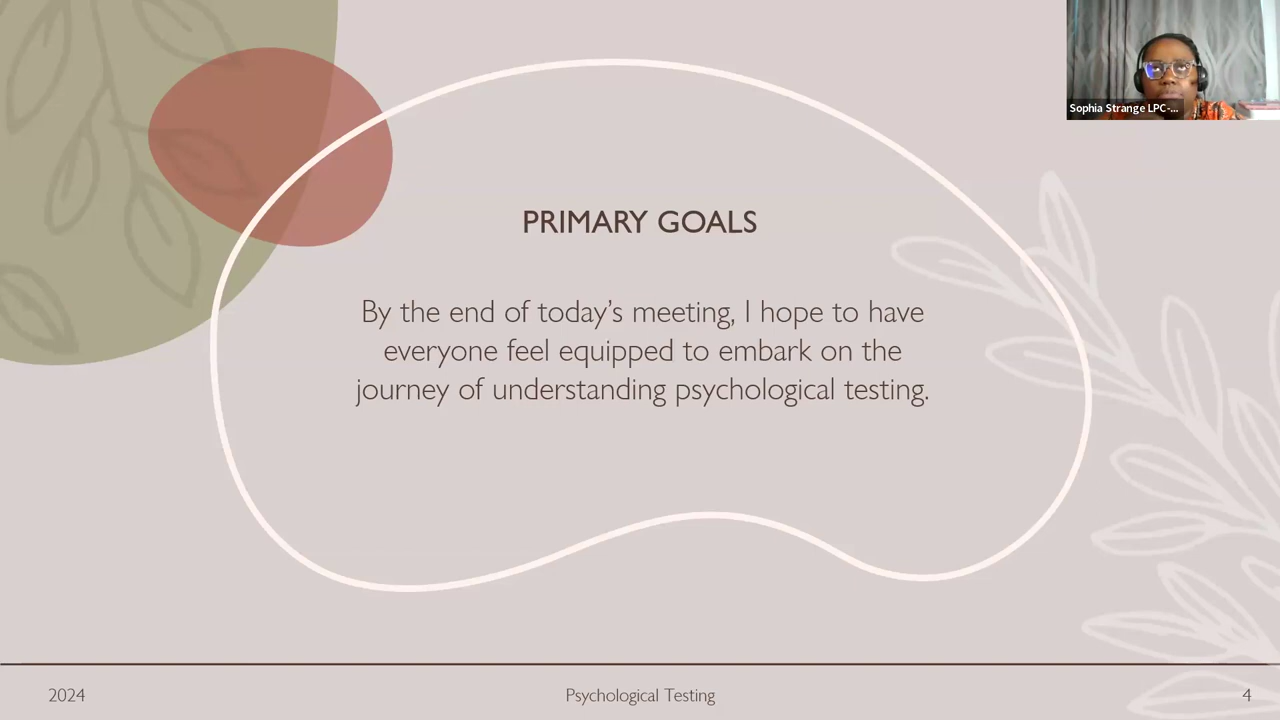 Sophia Strange LPC-...
PRIMARY GOALS
By the end of today’s meeting, I hope to have
everyone feel equipped to embark on the
journey of understanding psychological testing.
2024
Psychological Testing
4